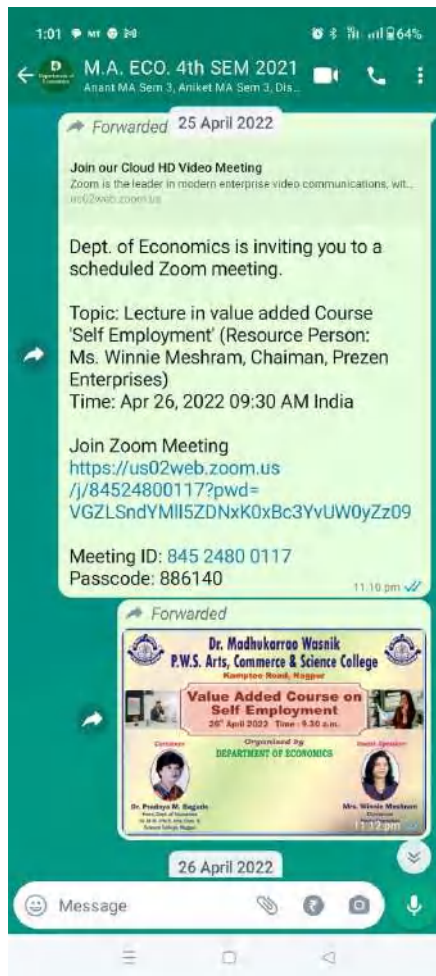 1:01
64%
M.A. ECO. 4th SEM 2021
Anant MA Sem 3, Aniket MA Sem 3, Dis...
Forwarded
25 April 2022
Join our Cloud HD Video Meeting
Zoom is the leader in modern enterprise video communications, wit...
us02web.zoom.us
Dept. of Economics is inviting you to a
scheduled Zoom meeting.
Topic: Lecture in value added Course
'Self Employment' (Resource Person:
Ms. Winnie Meshram, Chaiman, Prezen
Enterprises)
Time: Apr 26, 2022 09:30 AM India
Join Zoom Meeting
https://us02web.zoom.us
/j/84524800117?pwd=
VGZLSndYMll5ZDNxK0xBc3YvUW0yZz09
Meeting ID: 845 2480 0117
Passcode: 886140
11:10 pm
Forwarded
Dr. Madhukarrao Wasnik
P.W.S. Arts, Commerce & Science College
Kamptee Road, Nagpur
Value Added Course on
Self Employment
26th April 2022 Time : 9.30 a.m.
Organised by
DEPARTMENT OF ECONOMICS
Guest Speaker
Mrs. Winnie Meshram
11:12 pm
26 April 2022
Message